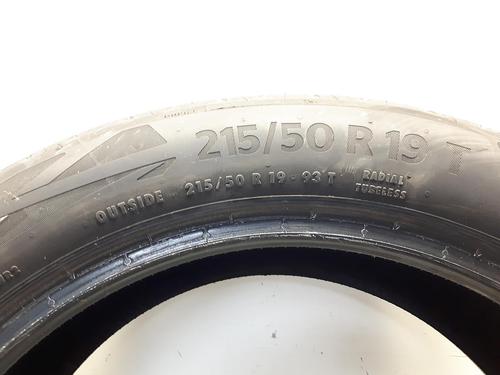 215/50 R 19 T
OUTSIDE 215/50 R 19 - 93 T RADIAL
TUBELESS